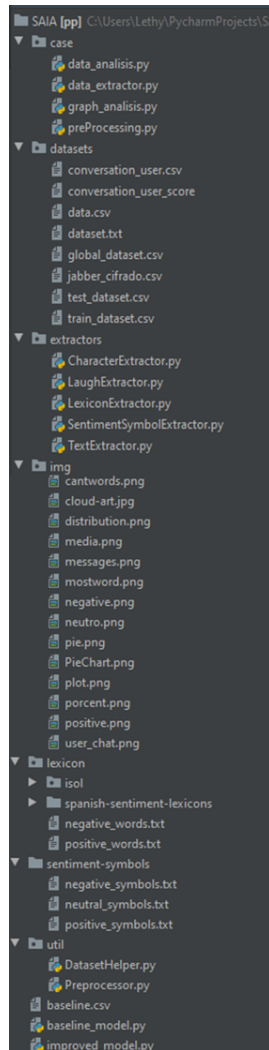 SAIA [pp] C:\Users\Lethy\PycharmProjects\S
case
data_analisis.py
data_extractor.py
graph_analisis.py
preProcessing.py
datasets
conversation_user.csv
conversation_user_score
data.csv
dataset.txt
global_dataset.csv
jabber_cifrado.csv
test_dataset.csv
train_dataset.csv
extractors
CharacterExtractor.py
LaughExtractor.py
LexiconExtractor.py
SentimentSymbolExtractor.py
TextExtractor.py
img
cantwords.png
cloud-art.jpg
distribution.png
media.png
messages.png
mostword.png
negative.png
neutro.png
pie.png
PieChart.png
plot.png
porcent.png
positive.png
user_chat.png
lexicon
isol
spanish-sentiment-lexicons
negative_words.txt
positive_words.txt
sentiment-symbols
negative_symbols.txt
neutral_symbols.txt
positive_symbols.txt
util
DatasetHelper.py
Preprocessor.py
baseline.csv
baseline_model.py
improved_model.py